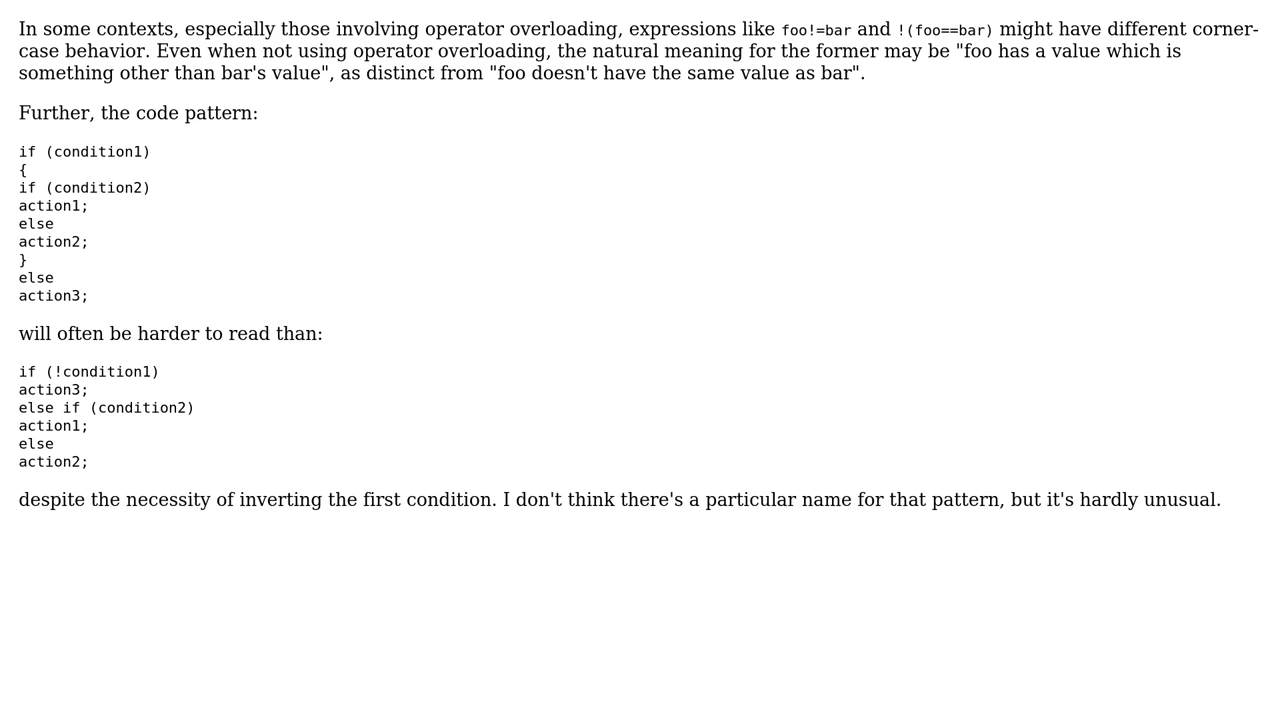 In some contexts, especially those involving operator overloading, expressions like foo!=bar and !(foo==bar) might have different corner-
case behavior. Even when not using operator overloading, the natural meaning for the former may be "foo has a value which is
something other than bar's value", as distinct from "foo doesn't have the same value as bar".
Further, the code pattern:
if (condition1)
{
if (condition2)
action1;
else
action2;
}
else
action3;
will often be harder to read than:
if (!condition1)
action3;
else if (condition2)
action1;
else
action2;
despite the necessity of inverting the first condition. I don't think there's a particular name for that pattern, but it's hardly unusual.